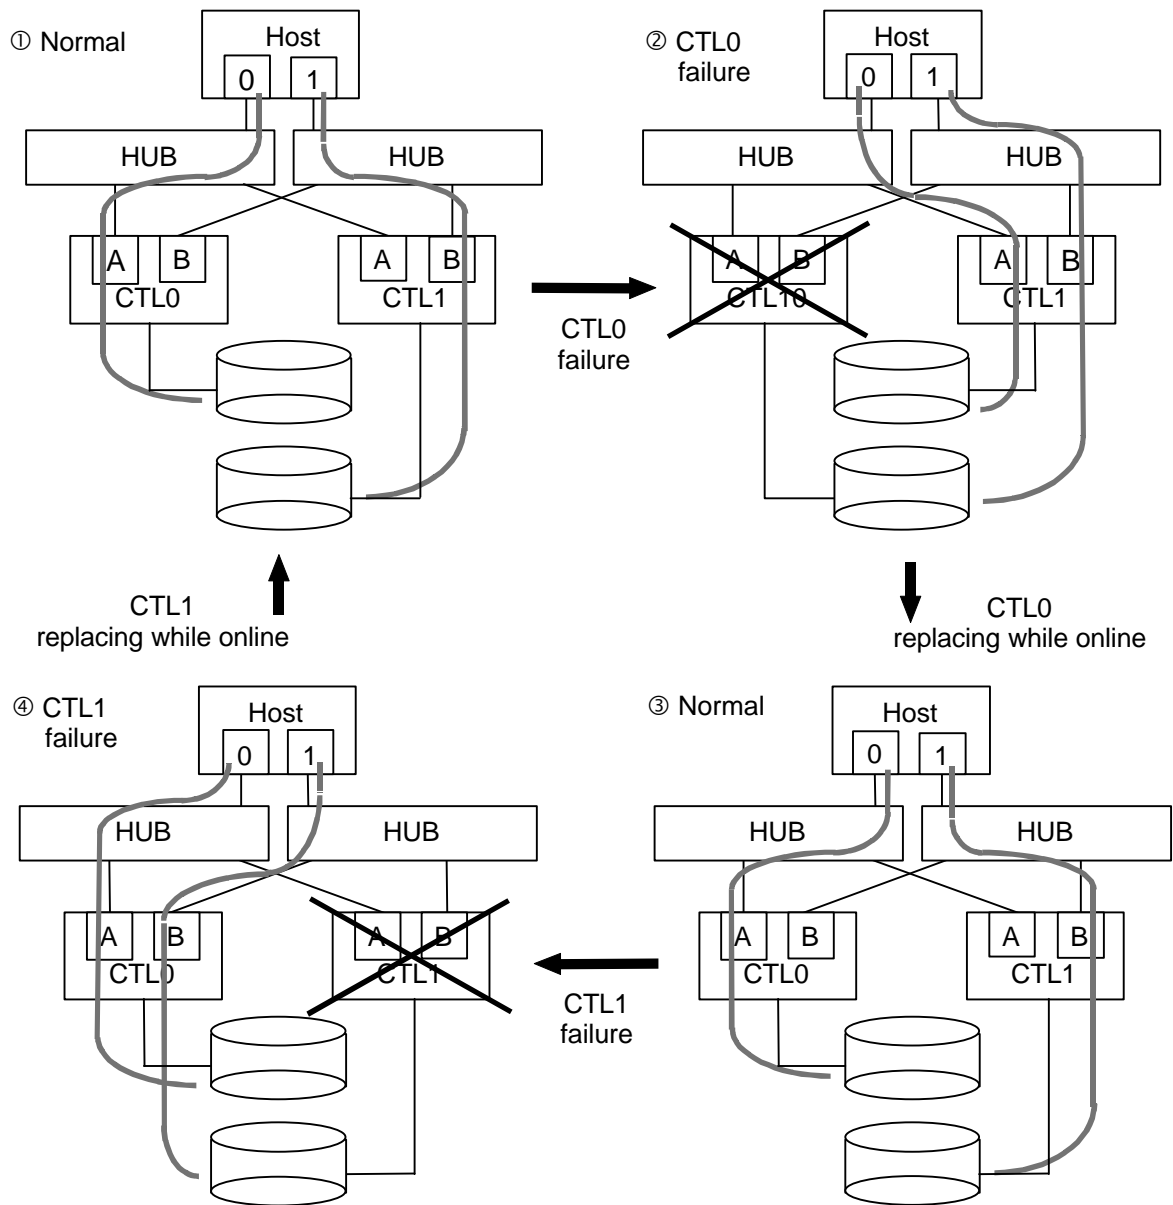 ① Normal
Host
0 1
HUB HUB
A B A B
CTL0 CTL1
CTL0
failure
② CTL0
failure
Host
0 1
HUB HUB
A B A B
CTL10 CTL1
CTL0
replacing while online
③ Normal
Host
0 1
HUB HUB
A B A B
CTL0 CTL1
CTL1
failure
④ CTL1
failure
Host
0 1
HUB HUB
A B A B
CTL0 CTL1
CTL1
replacing while online